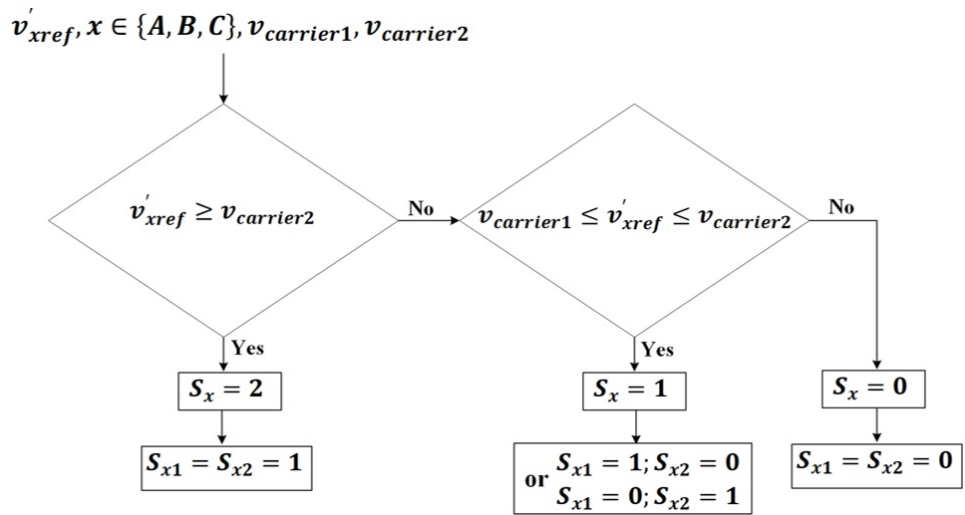 v'xref, x ∈ {A, B, C}, vcarrier1, vcarrier2
v'xref ≥ vcarrier2
No
vcarrier1 ≤ v'xref ≤ vcarrier2
No
Yes
Yes
Sx = 2
Sx = 1
Sx = 0
Sx1 = Sx2 = 1
Sx1 = 1; Sx2 = 0
or
Sx1 = 0; Sx2 = 1
Sx1 = Sx2 = 0